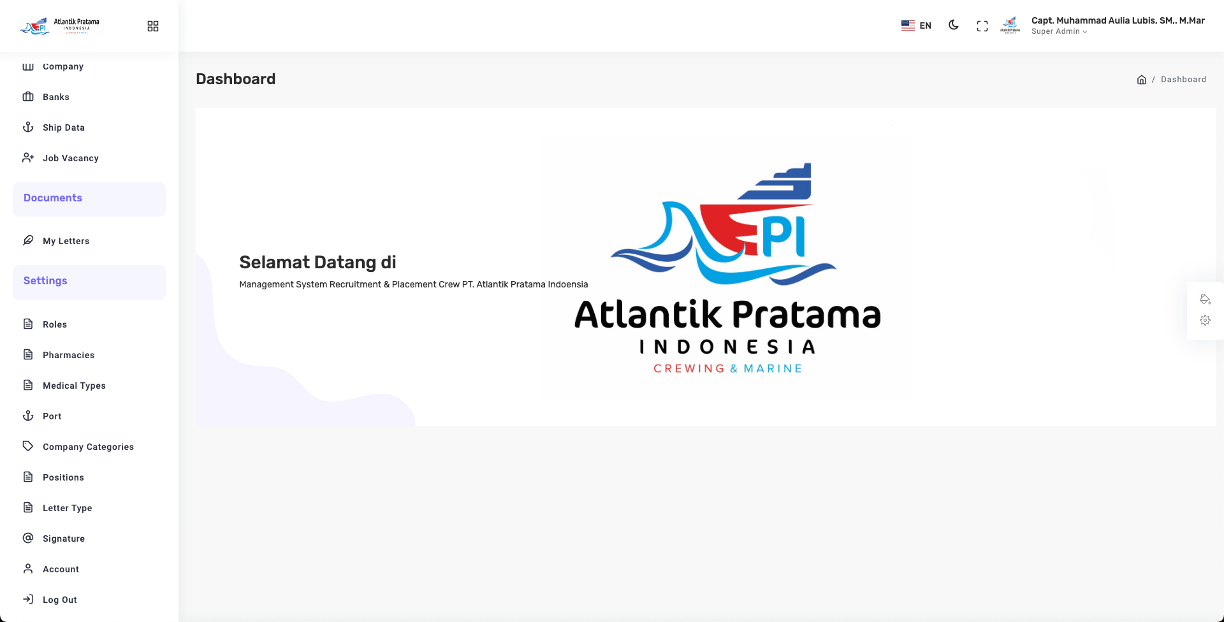 Atlantik Pratama
INDONESIA
EN
Capt. Muhammad Aulia Lubis, SM., M.Mar
Super Admin
Company
Banks
Ship Data
Job Vacancy
Documents
My Letters
Settings
Roles
Pharmacies
Medical Types
Port
Company Categories
Positions
Letter Type
Signature
Account
Log Out
Dashboard
/ Dashboard
Selamat Datang di
Management System Recruitment & Placement Crew PT. Atlantik Pratama Indoensia
EPI
Atlantik Pratama
INDONESIA
CREWING & MARINE